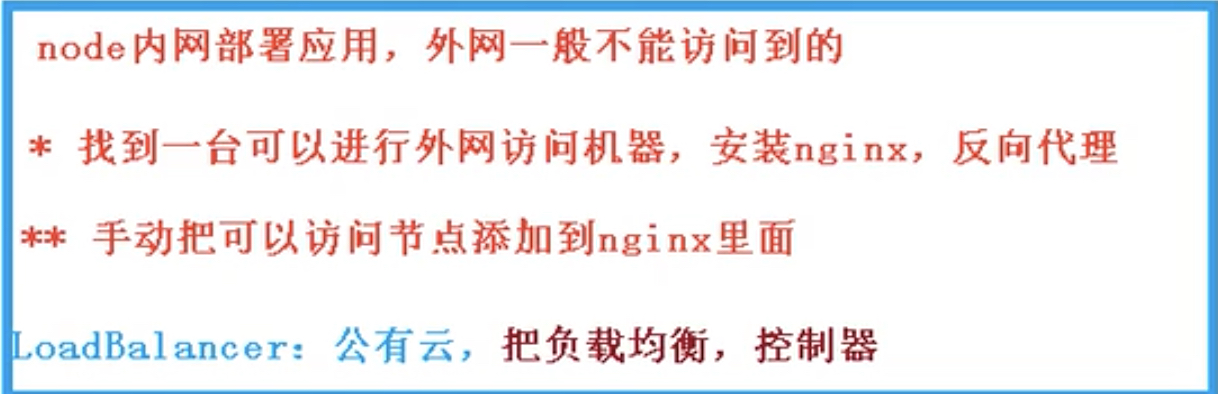 node内网部署应用，外网一般不能访问到的
* 找到一台可以进行外网访问机器，安装nginx，反向代理
** 手动把可以访问节点添加到nginx里面
LoadBalancer：公有云，把负载均衡，控制器